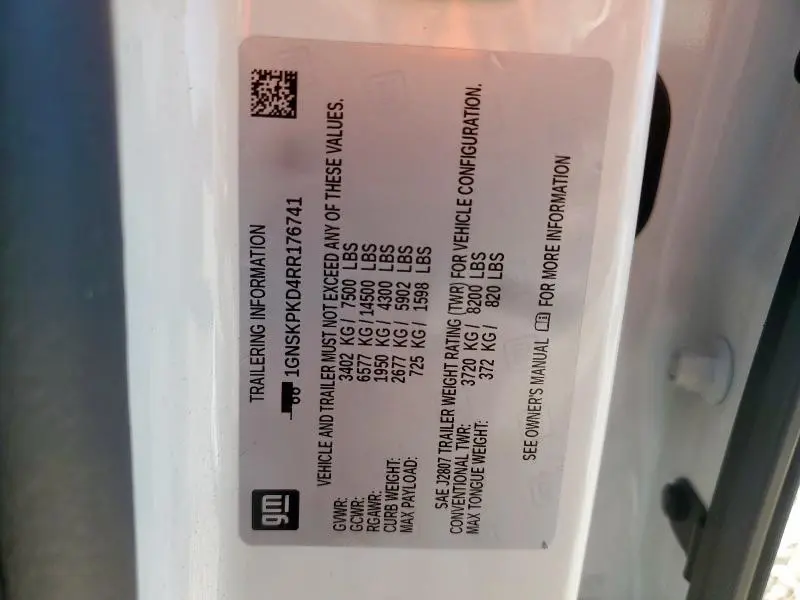 TRAILERING INFORMATION
1GNSKPKD4RR176741
VEHICLE AND TRAILER MUST NOT EXCEED ANY OF THESE VALUES.
GVWR: 3402 KG / 7500 LBS
GCWR: 6577 KG / 14500 LBS
RGAWR: 1950 KG / 4300 LBS
CURB WEIGHT: 2677 KG / 5902 LBS
MAX PAYLOAD: 725 KG / 1598 LBS
SAE J2807 TRAILER WEIGHT RATING (TWR) FOR VEHICLE CONFIGURATION.
CONVENTIONAL TWR: 3720 KG / 8200 LBS
MAX TONGUE WEIGHT: 372 KG / 820 LBS
SEE OWNER'S MANUAL FOR MORE INFORMATION
gm